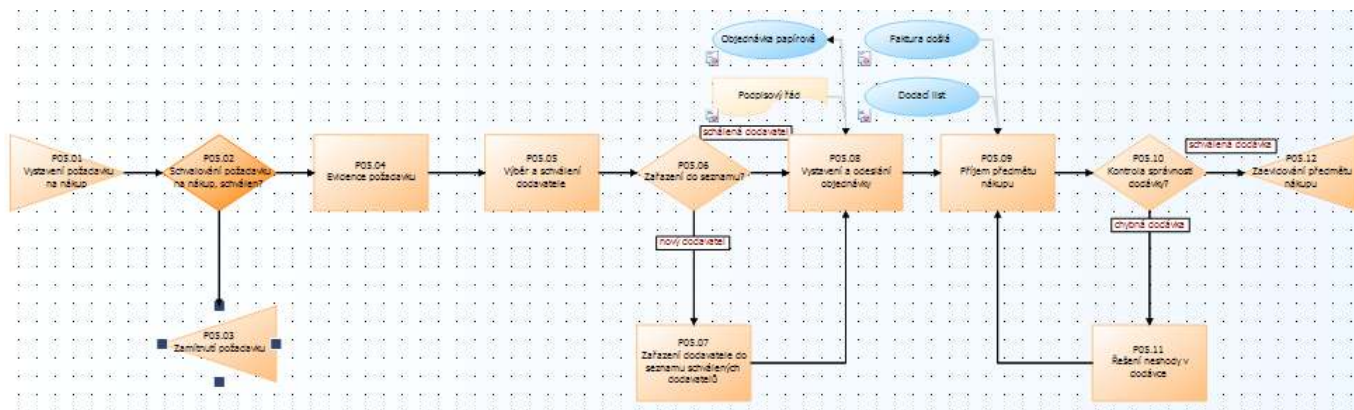 Objednávka papírová
Faktura došlá
Podpisový řád
Dodací list
P05.01
Vystavení požadavku
na nákup
P05.02
Schvalování požadavku
na nákup, schválen?
P05.04
Evidence požadavku
P05.05
Výběr a schválení
dodavatele
P05.06
Zařazení do seznamu?
schálená dodavatel
P05.08
Vystavení a odeslání
objednávky
P05.09
Příjem předmětu
nákupu
P05.10
Kontrola správnosti
dodávky?
schválená dodávka
P05.12
Zaevidování předmětu
nákupu
nový dodavatel
chybná dodávka
P05.03
Zamítnutí požadavku
P05.07
Zařazení dodavatele do
seznamu schválených
dodavatelů
P05.11
Řešení neshody v
dodávce